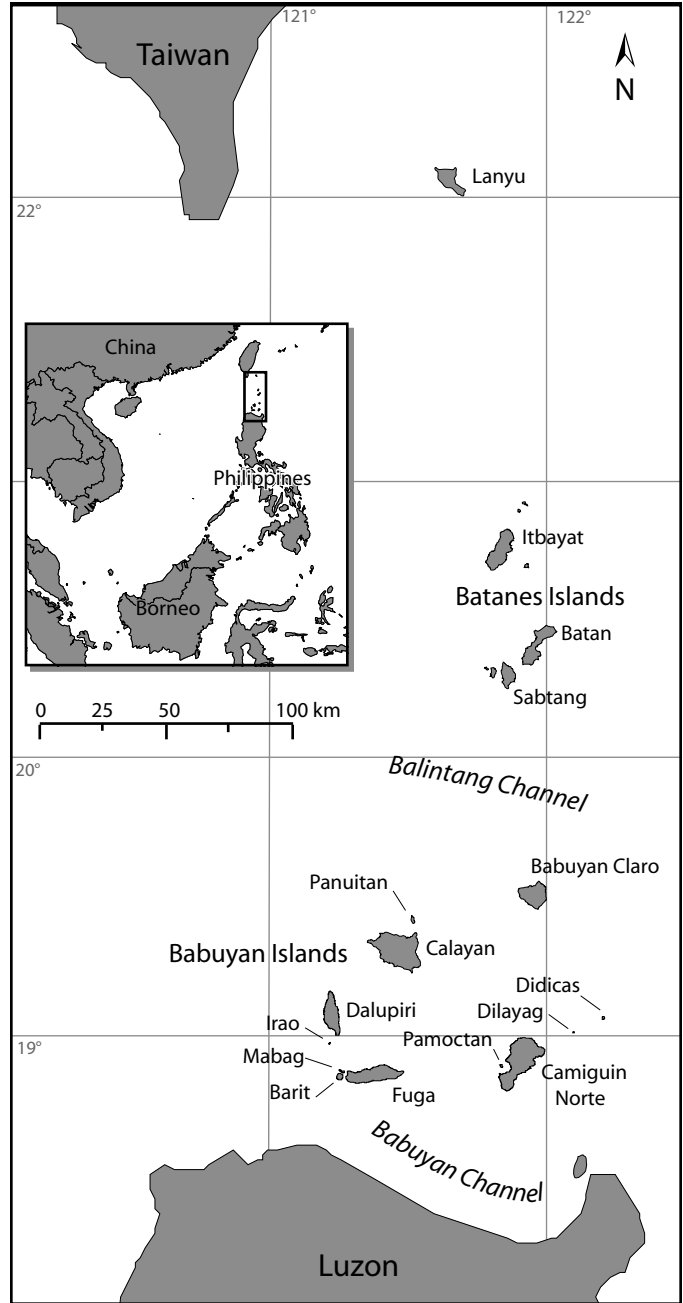 121°
122°
Taiwan
N
Lanyu
22°
China
Philippines
Borneo
Itbayat
Batanes Islands
Batan
Sabtang
0 25 50 100 km
20°
Balintang Channel
Babuyan Claro
Panuitan
Babuyan Islands
Calayan
Didicas
Dalupiri
Dilayag
Irao
19°
Pamoctan
Mabag
Camiguin
Norte
Barit
Fuga
Babuyan Channel
Luzon